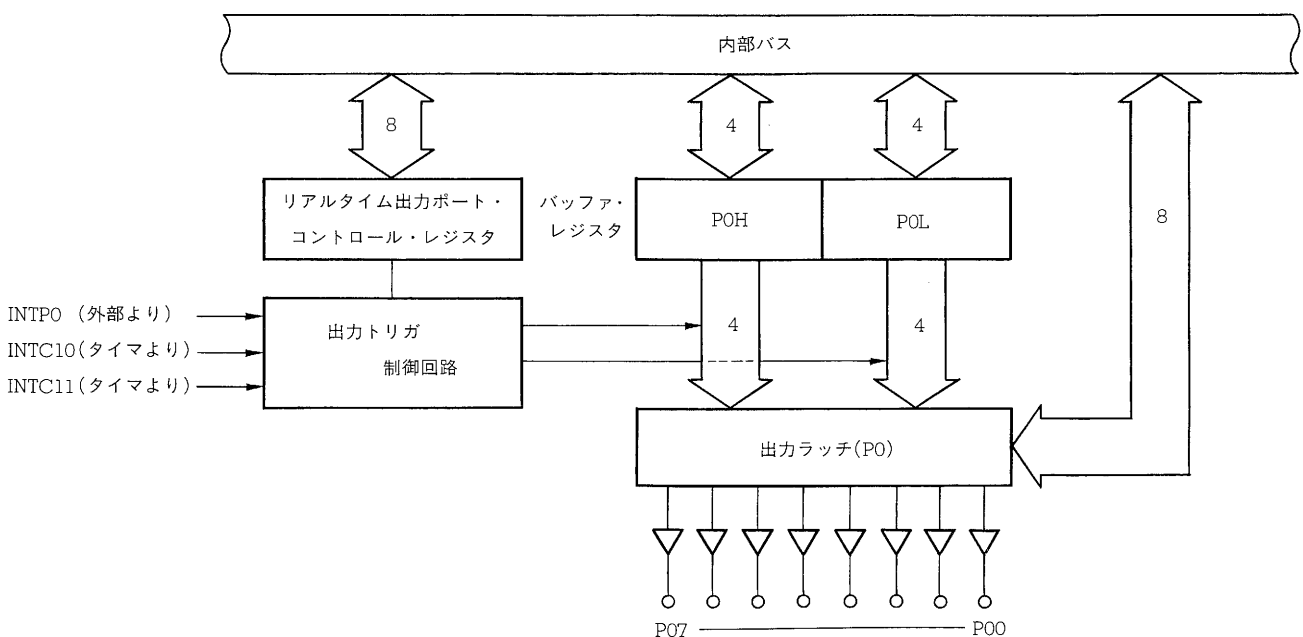 内部バス
8
4
4
リアルタイム出力ポート・
コントロール・レジスタ
バッファ・
レジスタ
P0H
P0L
8
INTP0 (外部より)
INTC10(タイマより)
INTC11(タイマより)
出力トリガ
制御回路
4
4
出力ラッチ(P0)
P07
P00